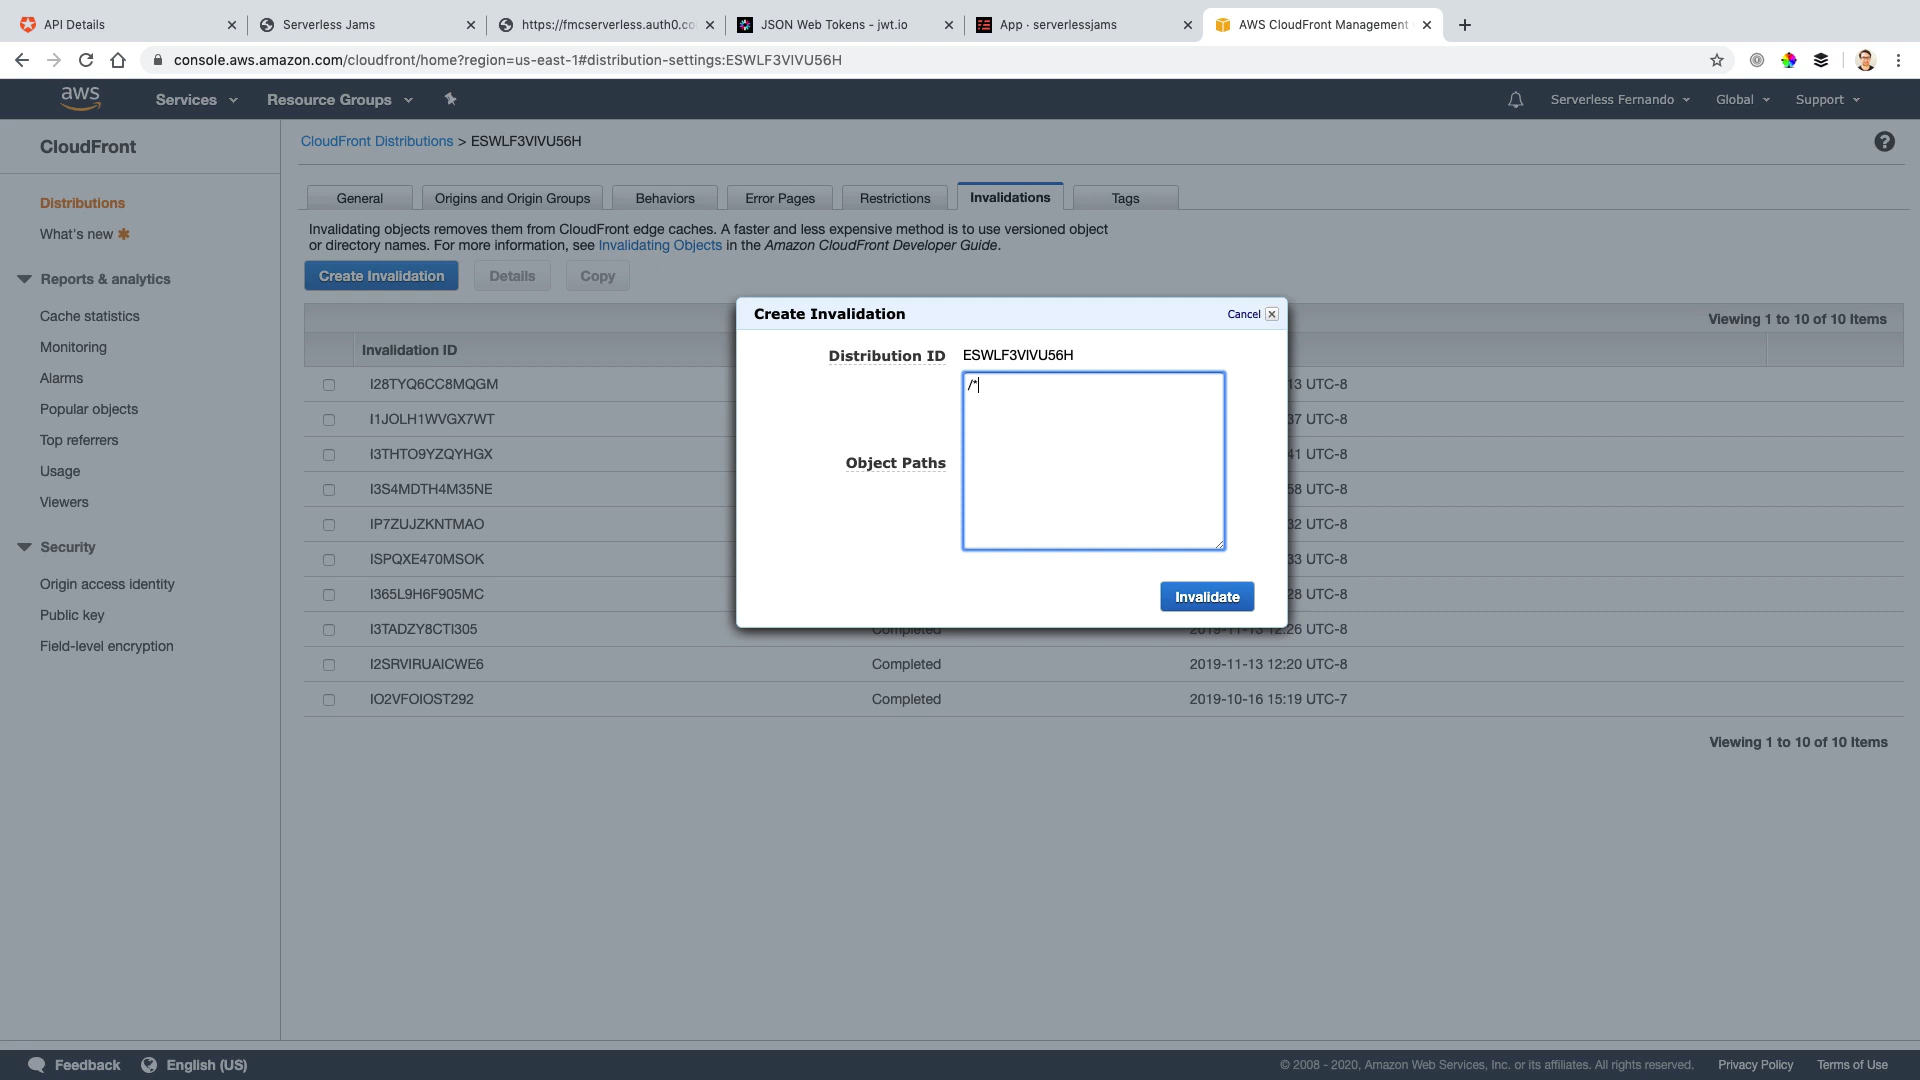 API Details
Serverless Jams
https://fmcserverless.auth0.co
JSON Web Tokens - jwt.io
App · serverlessjams
AWS CloudFront Management
console.aws.amazon.com/cloudfront/home?region=us-east-1#distribution-settings:ESWLF3VIVU56H
aws
Services
Resource Groups
Serverless Fernando
Global
Support
CloudFront
Distributions
What's new
Reports & analytics
Cache statistics
Monitoring
Alarms
Popular objects
Top referrers
Usage
Viewers
Security
Origin access identity
Public key
Field-level encryption
CloudFront Distributions > ESWLF3VIVU56H
General
Origins and Origin Groups
Behaviors
Error Pages
Restrictions
Invalidations
Tags
Invalidating objects removes them from CloudFront edge caches. A faster and less expensive method is to use versioned object
or directory names. For more information, see Invalidating Objects in the Amazon CloudFront Developer Guide.
Create Invalidation
Details
Copy
Viewing 1 to 10 of 10 Items
Invalidation ID
I28TYQ6CC8MQGM 13 UTC-8
I1JOLH1WVGX7WT 37 UTC-8
I3THTO9YZQYHGX 41 UTC-8
I3S4MDTH4M35NE 58 UTC-8
IP7ZUJZKNTMAO 32 UTC-8
ISPQXE470MSOK 33 UTC-8
I365L9H6F905MC 28 UTC-8
I3TADZY8CTI305 Completed 2019-11-13 12:26 UTC-8
I2SRVIRUAICWE6 Completed 2019-11-13 12:20 UTC-8
IO2VFOIOST292 Completed 2019-10-16 15:19 UTC-7
Viewing 1 to 10 of 10 Items
Create Invalidation
Cancel
Distribution ID ESWLF3VIVU56H
Object Paths
/*
Invalidate
Feedback
English (US)
© 2008 - 2020, Amazon Web Services, Inc. or its affiliates. All rights reserved.
Privacy Policy
Terms of Use